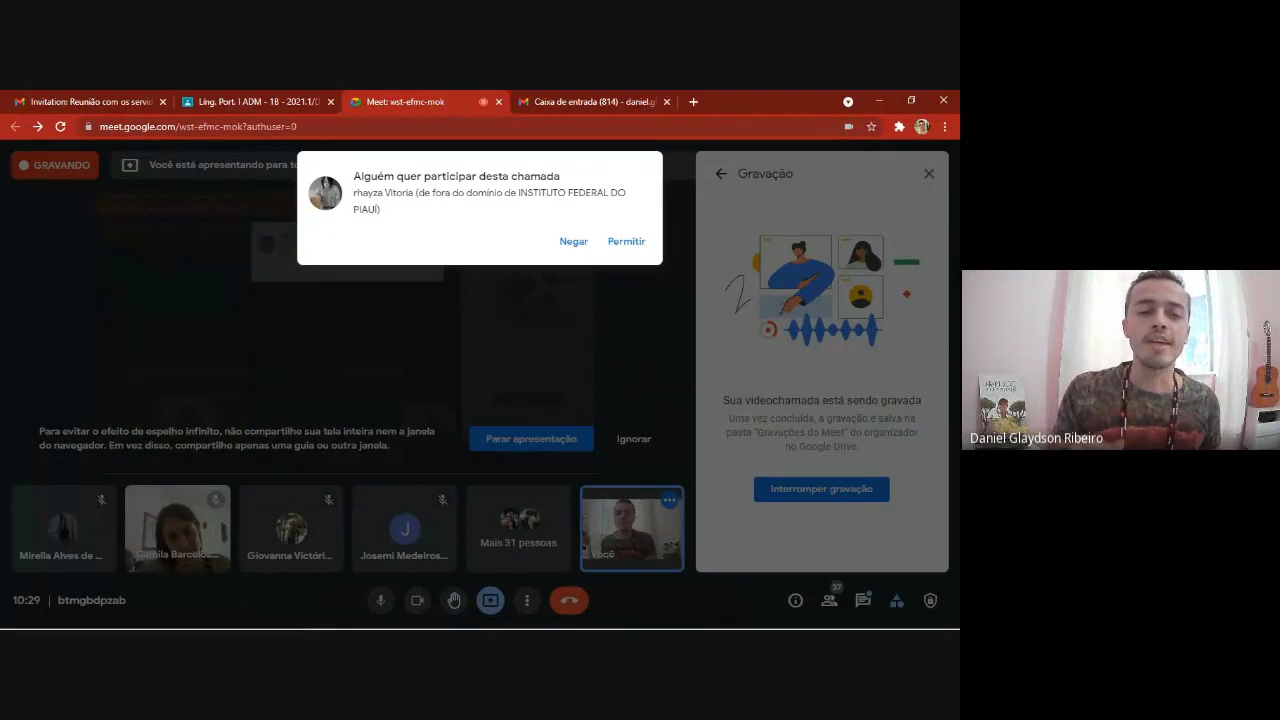 Invitation: Reunião com os servic
Líng. Port. I ADM - 1B - 2021.1/D
Meet: wst-efmc-mok
Caixa de entrada (814) - daniel.gl
meet.google.com/wst-efmc-mok?authuser=0
GRAVANDO
Você está apresentando para to
Alguém quer participar desta chamada
rhayza Vitoria (de fora do domínio de INSTITUTO FEDERAL DO
PIAUÍ)
Negar
Permitir
Gravação
Sua videochamada está sendo gravada
Uma vez concluída, a gravação e salva na
pasta "Gravações do Meet" do organizador
no Google Drive.
Interromper gravação
Para evitar o efeito de espelho infinito, não compartilhe sua tela inteira nem a janela
do navegador. Em vez disso, compartilhe apenas uma guia ou outra janela.
Parar apresentação
Ignorar
Mirella Alves de ...
Camila Barcelos...
Giovanna Victóri...
J
Josemi Medeiros...
Mais 31 pessoas
Você
10:29 | btmgbdpzab
37
Daniel Glaydson Ribeiro